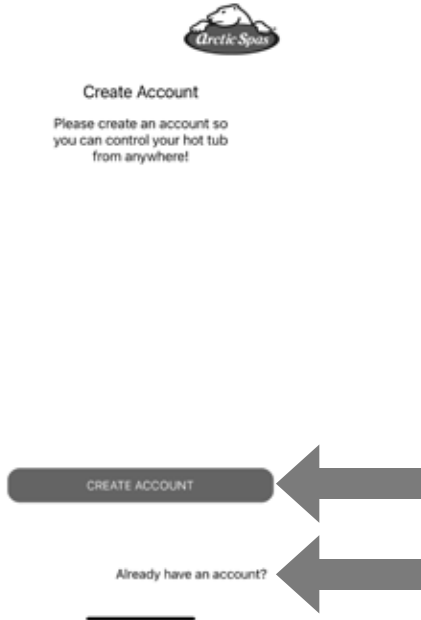 Arctic Spas
Create Account
Please create an account so
you can control your hot tub
from anywhere!
CREATE ACCOUNT
Already have an account?